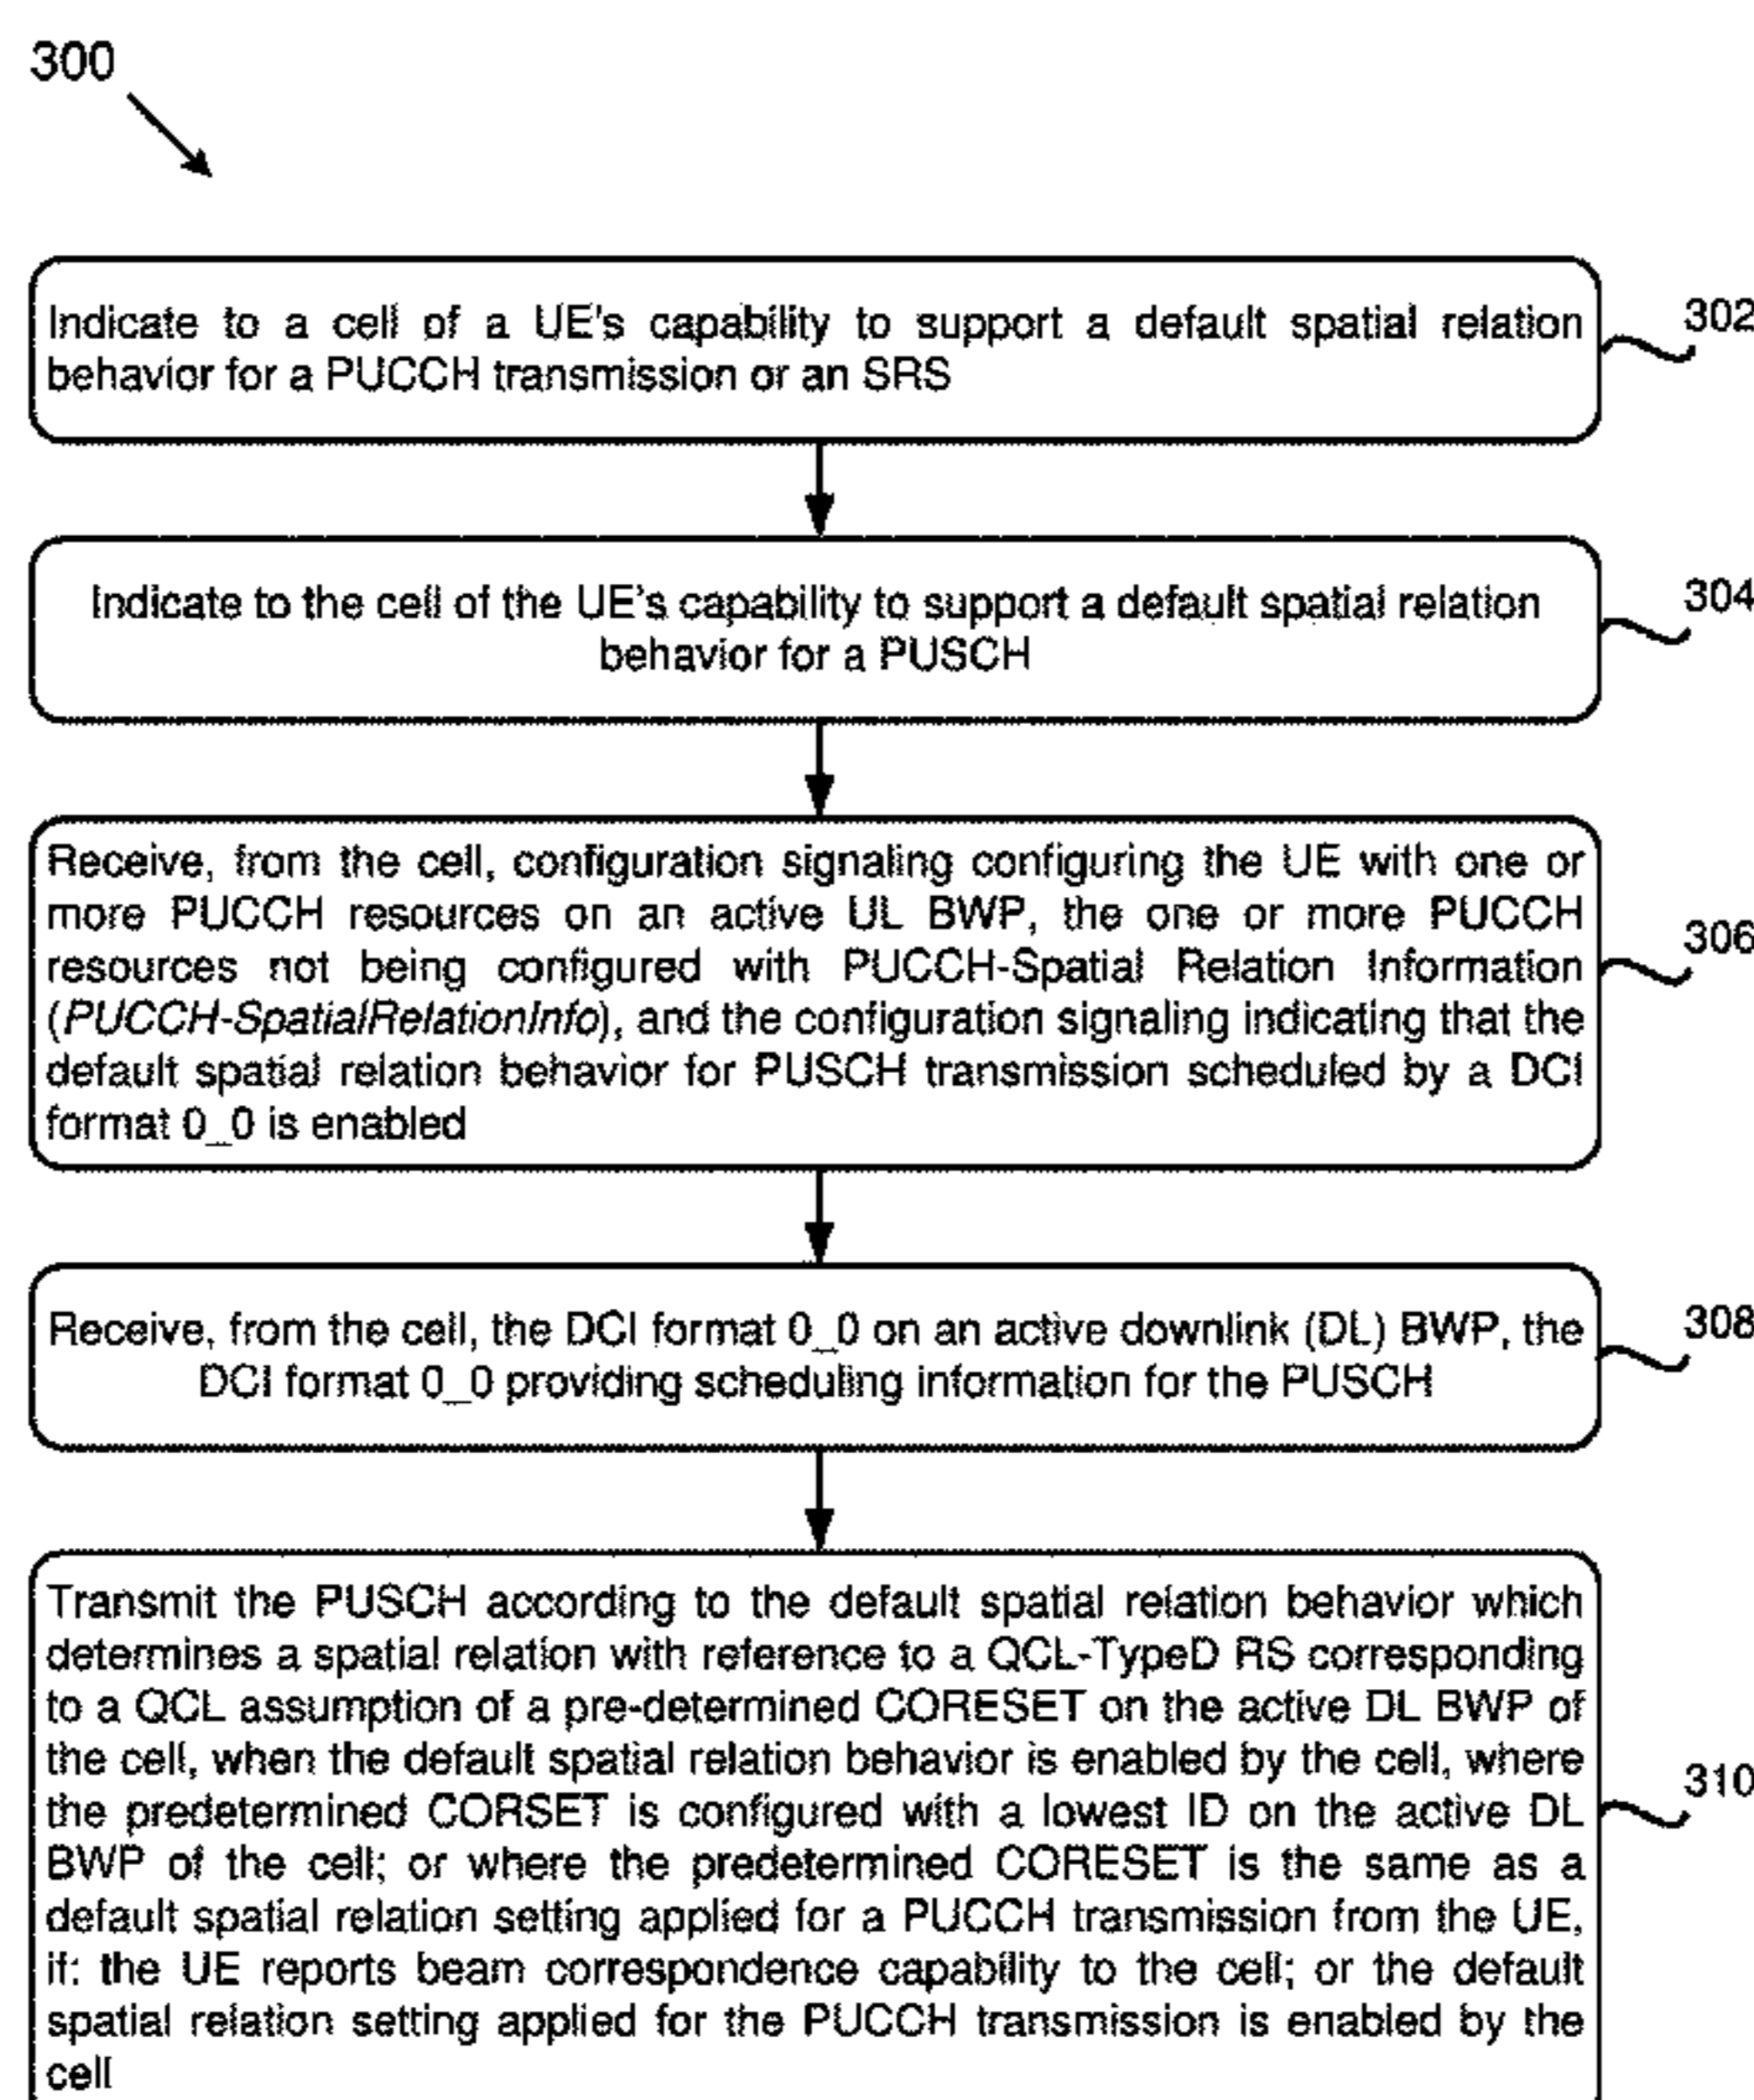 300
Indicate to a cell of a UE's capability to support a default spatial relation
behavior for a PUCCH transmission or an SRS
302
Indicate to the cell of the UE's capability to support a default spatial relation
behavior for a PUSCH
304
Receive, from the cell, configuration signaling configuring the UE with one or
more PUCCH resources on an active UL BWP, the one or more PUCCH
resources not being configured with PUCCH-Spatial Relation Information
(PUCCH-SpatialRelationInfo), and the configuration signaling indicating that the
default spatial relation behavior for PUSCH transmission scheduled by a DCI
format 0_0 is enabled
306
Receive, from the cell, the DCI format 0_0 on an active downlink (DL) BWP, the
DCI format 0_0 providing scheduling information for the PUSCH
308
Transmit the PUSCH according to the default spatial relation behavior which
determines a spatial relation with reference to a QCL-TypeD RS corresponding
to a QCL assumption of a pre-determined CORESET on the active DL BWP of
the cell, when the default spatial relation behavior is enabled by the cell, where
the predetermined CORSET is configured with a lowest ID on the active DL
BWP of the cell; or where the predetermined CORESET is the same as a
default spatial relation setting applied for a PUCCH transmission from the UE,
if: the UE reports beam correspondence capability to the cell; or the default
spatial relation setting applied for the PUCCH transmission is enabled by the
cell
310